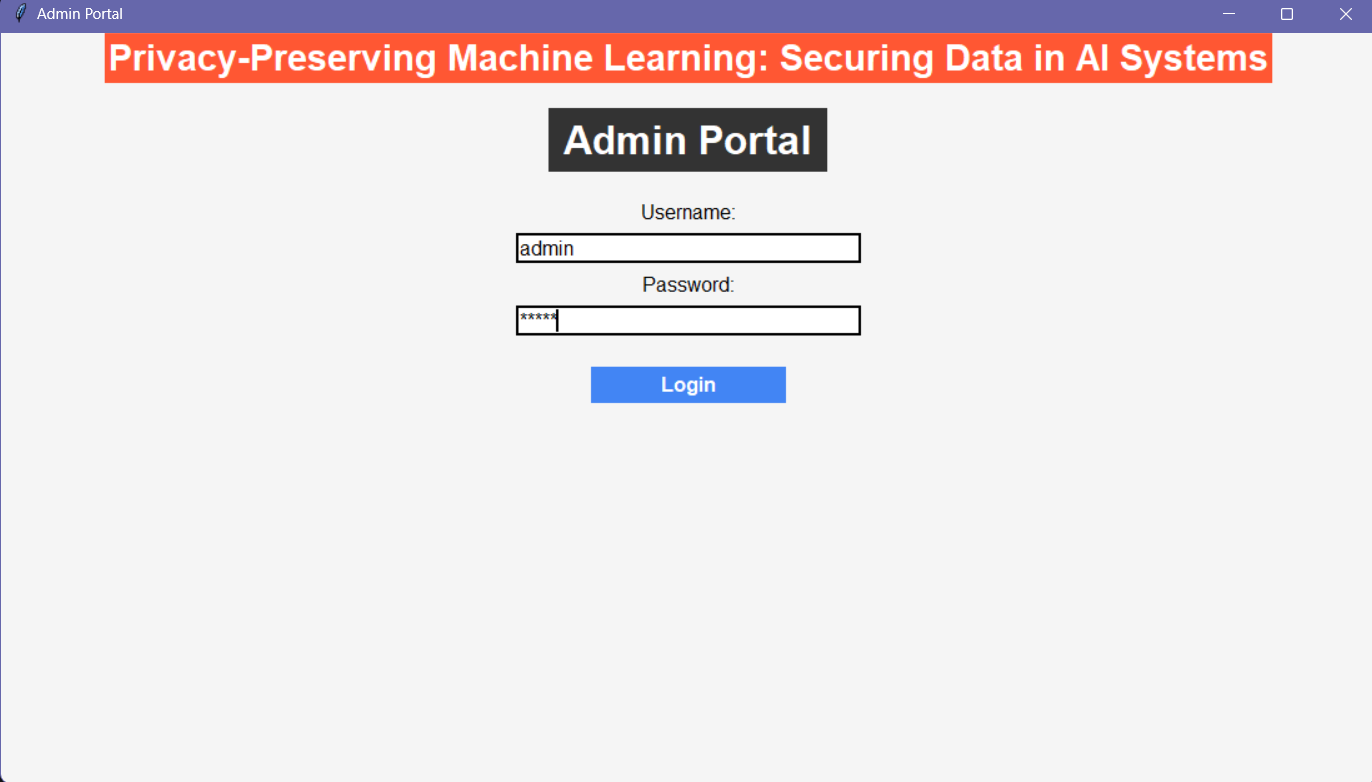 Admin Portal
Privacy-Preserving Machine Learning: Securing Data in AI Systems
Admin Portal
Username:
admin
Password:
*****
Login